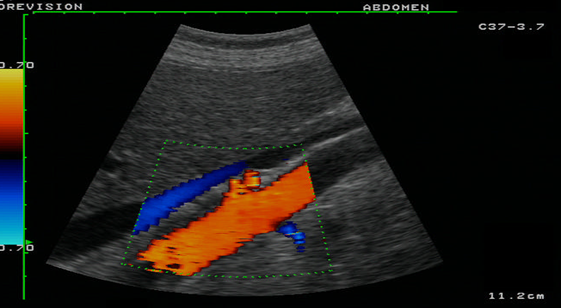 OREVISION
ABDOMEN
C37-3.7
0.70
0.70
11.2cm